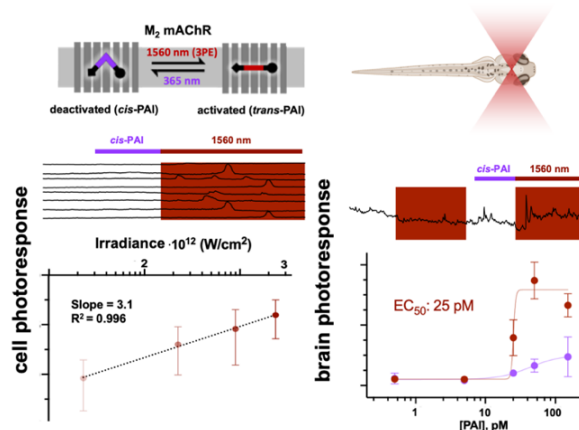 M₂ mAChR
1560 nm (3PE)
365 nm
deactivated (cis-PAI)
activated (trans-PAI)
cis-PAI
1560 nm
cell photoresponse
Irradiance ·10¹² (W/cm²)
2
3
Slope = 3.1
R² = 0.996
cis-PAI
1560 nm
brain photoresponse
EC₅₀: 25 pM
1
10
100
[PAI], pM